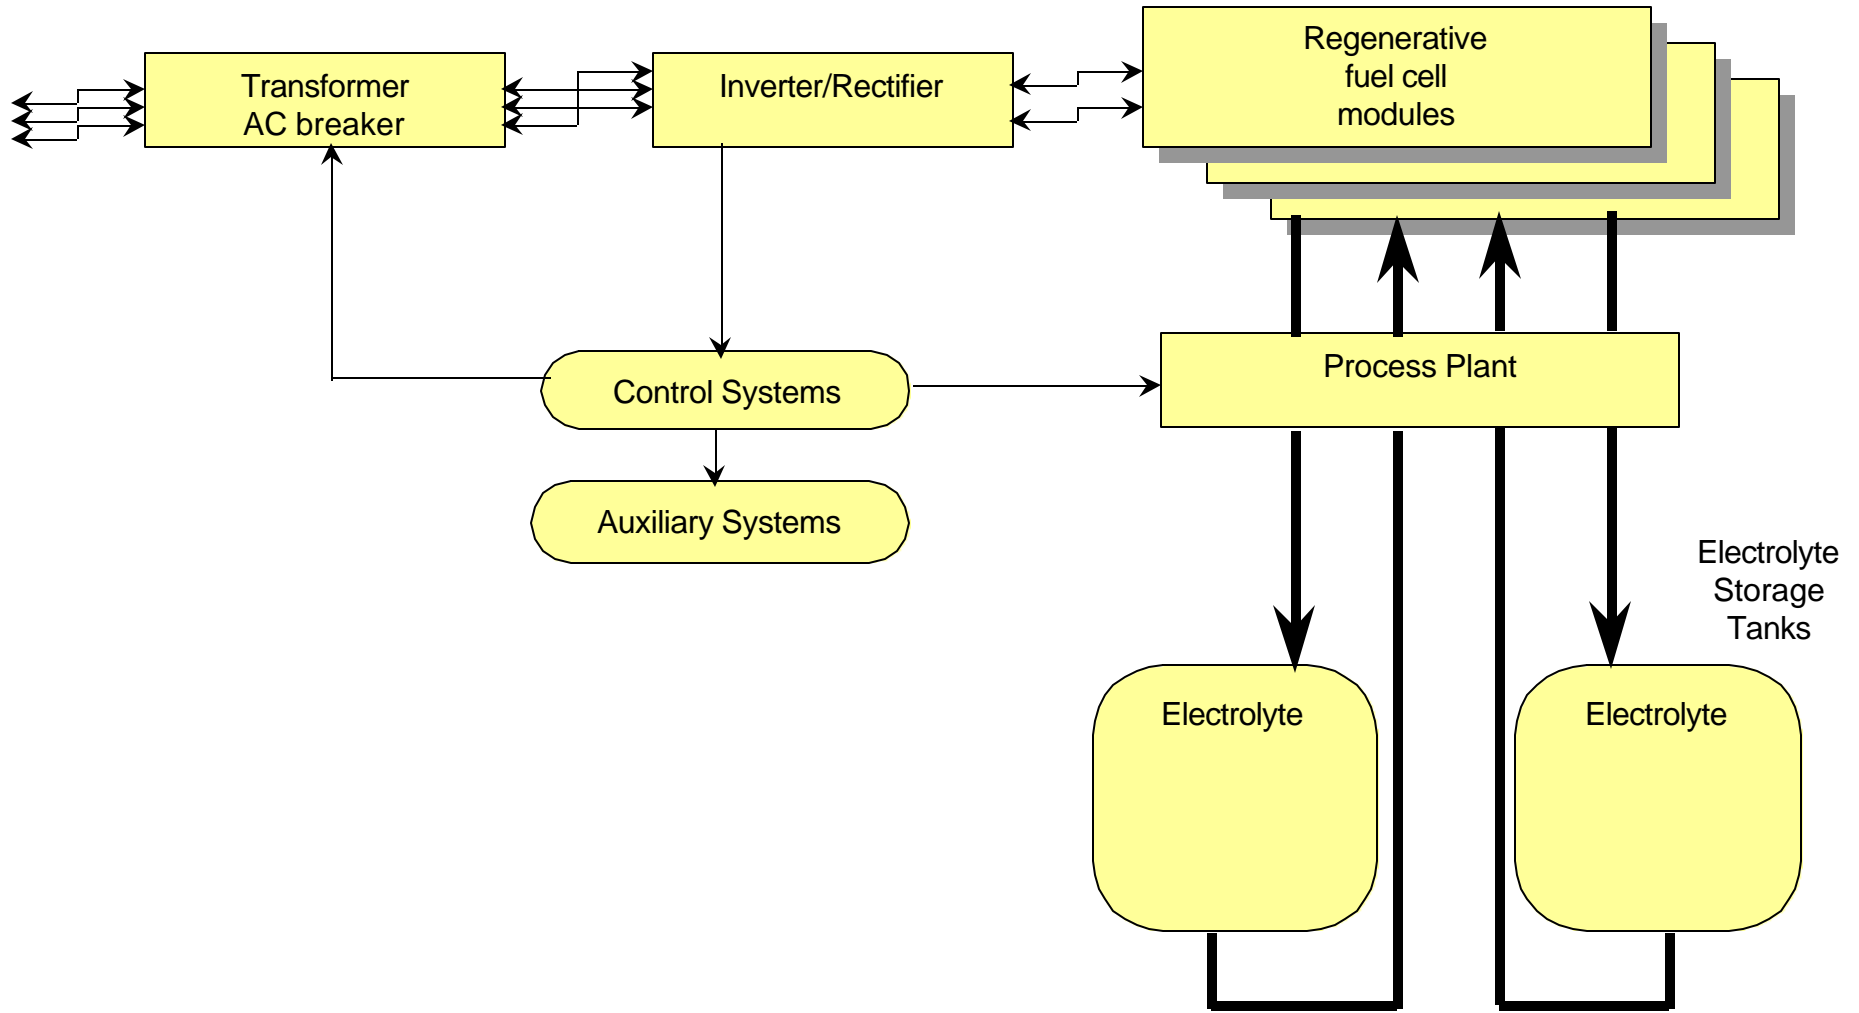 Transformer
AC breaker
Inverter/Rectifier
Regenerative
fuel cell
modules
Process Plant
Control Systems
Auxiliary Systems
Electrolyte
Storage
Tanks
Electrolyte
Electrolyte